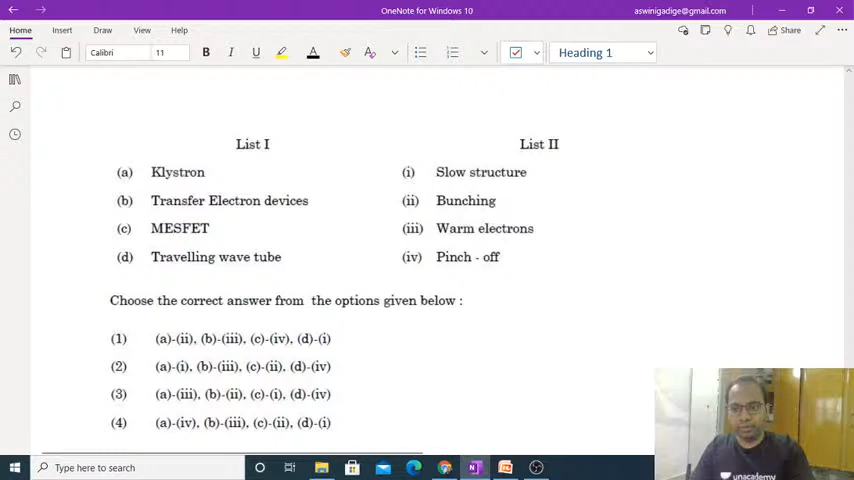 OneNote for Windows 10
aswinigadige@gmail.com
Home Insert Draw View Help
Share
Calibri 11 B I U A Heading 1
List I List II
(a) Klystron (i) Slow structure
(b) Transfer Electron devices (ii) Bunching
(c) MESFET (iii) Warm electrons
(d) Travelling wave tube (iv) Pinch - off
Choose the correct answer from the options given below :
(1) (a)-(ii), (b)-(iii), (c)-(iv), (d)-(i)
(2) (a)-(i), (b)-(iii), (c)-(ii), (d)-(iv)
(3) (a)-(iii), (b)-(ii), (c)-(i), (d)-(iv)
(4) (a)-(iv), (b)-(iii), (c)-(ii), (d)-(i)
unacademy
Type here to search